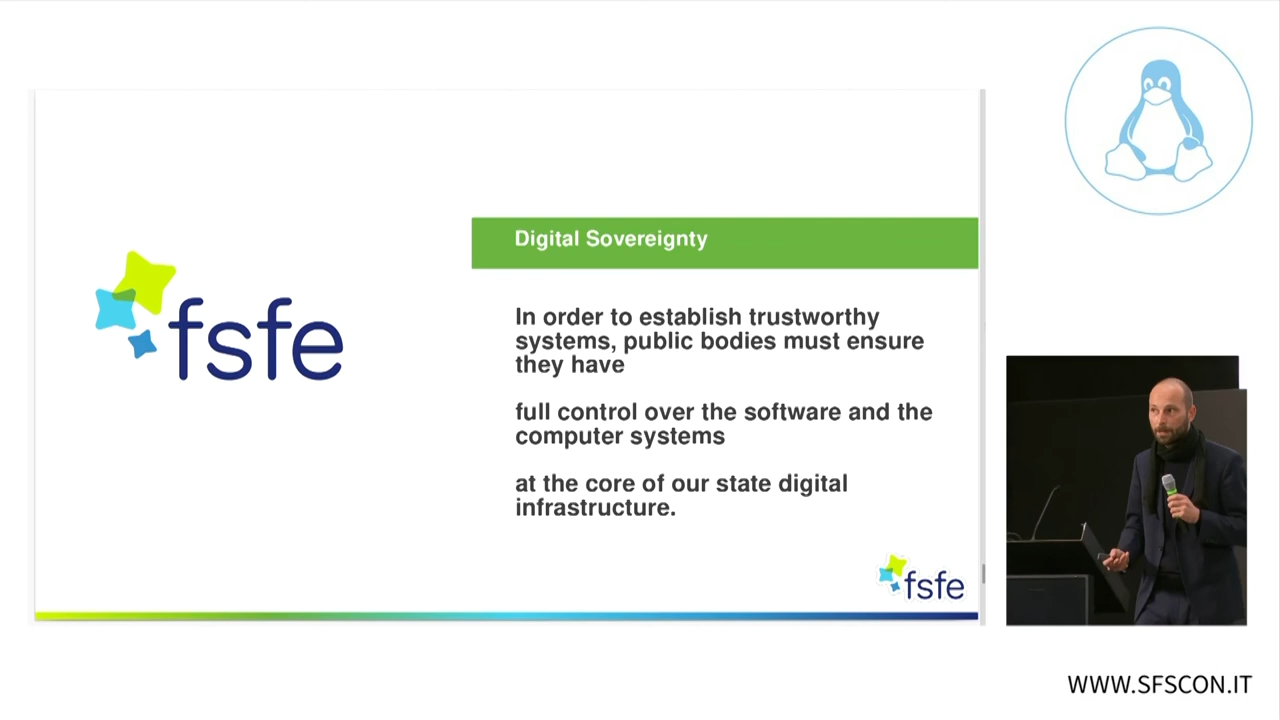 Digital Sovereignty
fsfe
In order to establish trustworthy
systems, public bodies must ensure
they have
full control over the software and the
computer systems
at the core of our state digital
infrastructure.
fsfe
WWW.SFSCON.IT